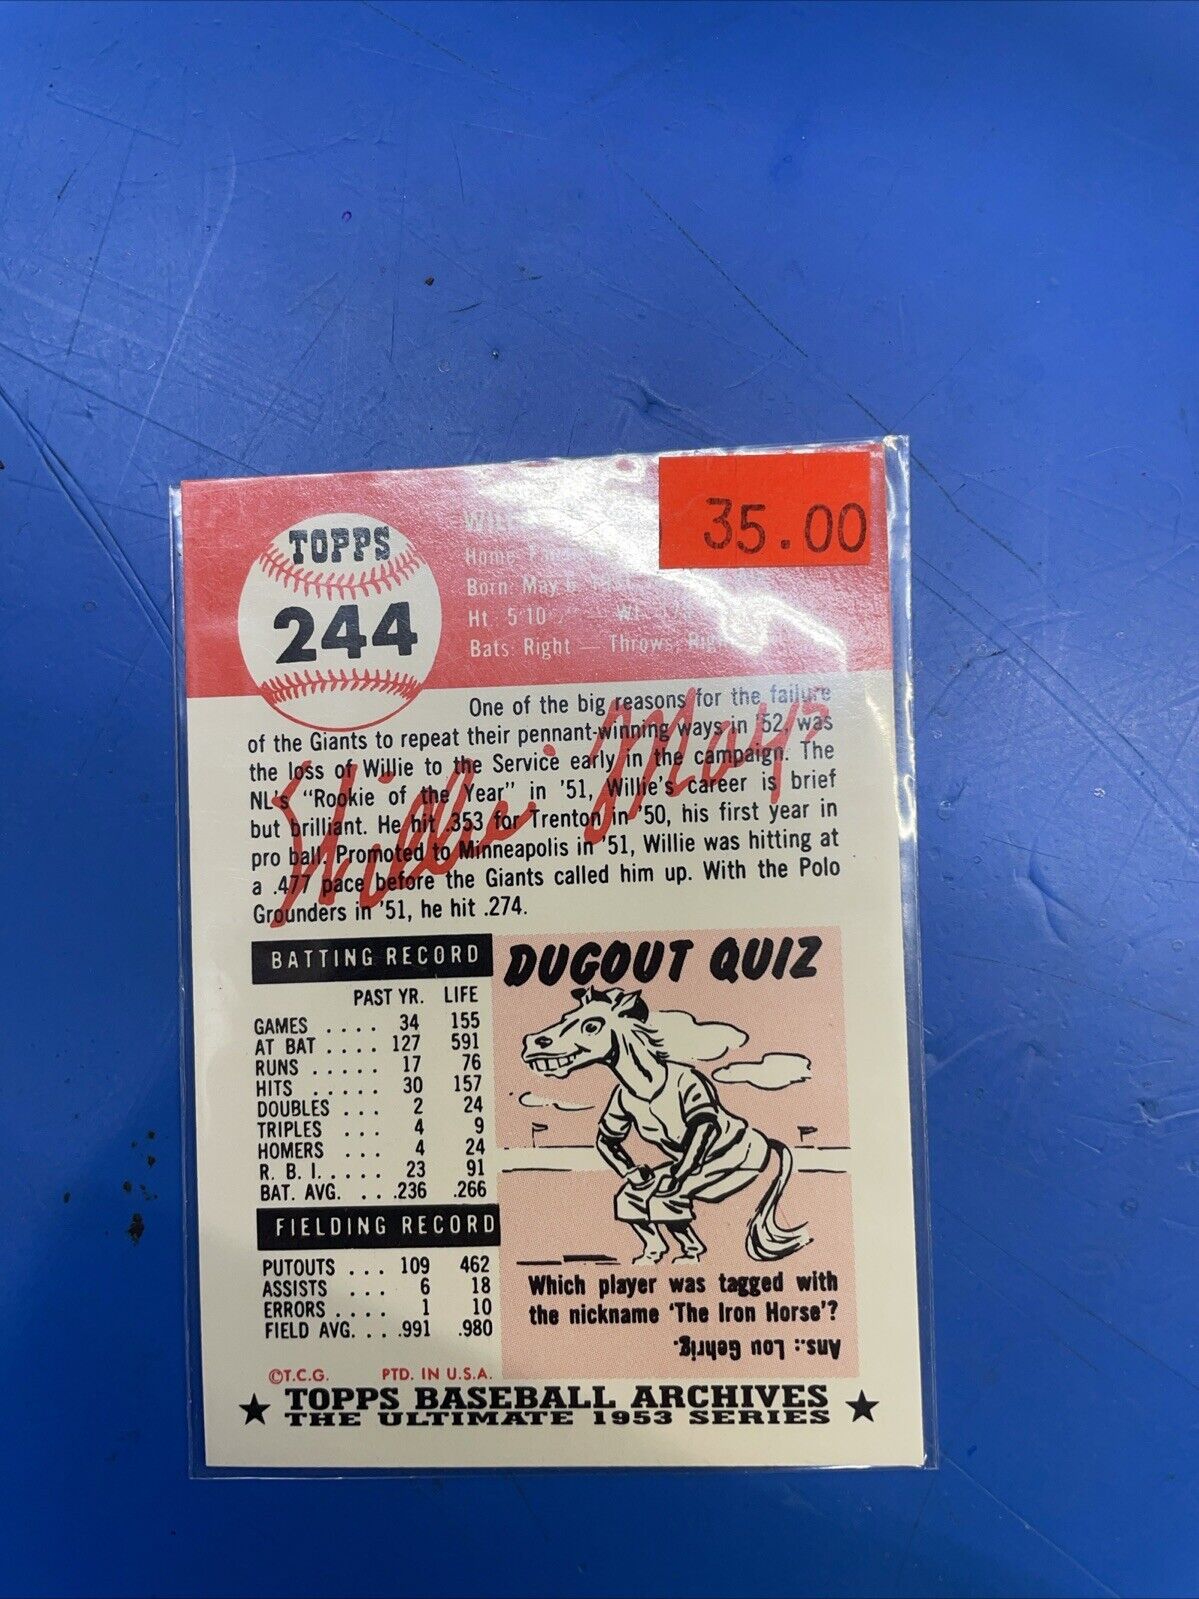 35.00
TOPPS
244
Home:
Born: May 6,
Ht. 5'10
Bats: Right — Throws: Right
One of the big reasons for the failure
of the Giants to repeat their pennant-winning ways in '52, was
the loss of Willie to the Service early in the campaign. The
NL's "Rookie of the Year" in '51, Willie's career is brief
but brilliant. He hit .353 for Trenton in '50, his first year in
pro ball. Promoted to Minneapolis in '51, Willie was hitting at
a .477 pace before the Giants called him up. With the Polo
Grounders in '51, he hit .274.
Willie Mays
BATTING RECORD
PAST YR. LIFE
GAMES .... 34 155
AT BAT .... 127 591
RUNS ..... 17 76
HITS ..... 30 157
DOUBLES ... 2 24
TRIPLES ... 4 9
HOMERS ... 4 24
R. B. I. .... 23 91
BAT. AVG. ... .236 .266
FIELDING RECORD
PUTOUTS ... 109 462
ASSISTS ... 6 18
ERRORS .... 1 10
FIELD AVG. ... .991 .980
©T.C.G. PTD. IN U.S.A.
DUGOUT QUIZ
Which player was tagged with
the nickname 'The Iron Horse'?
Ans.: Lou Gehrig.
TOPPS BASEBALL ARCHIVES
THE ULTIMATE 1953 SERIES